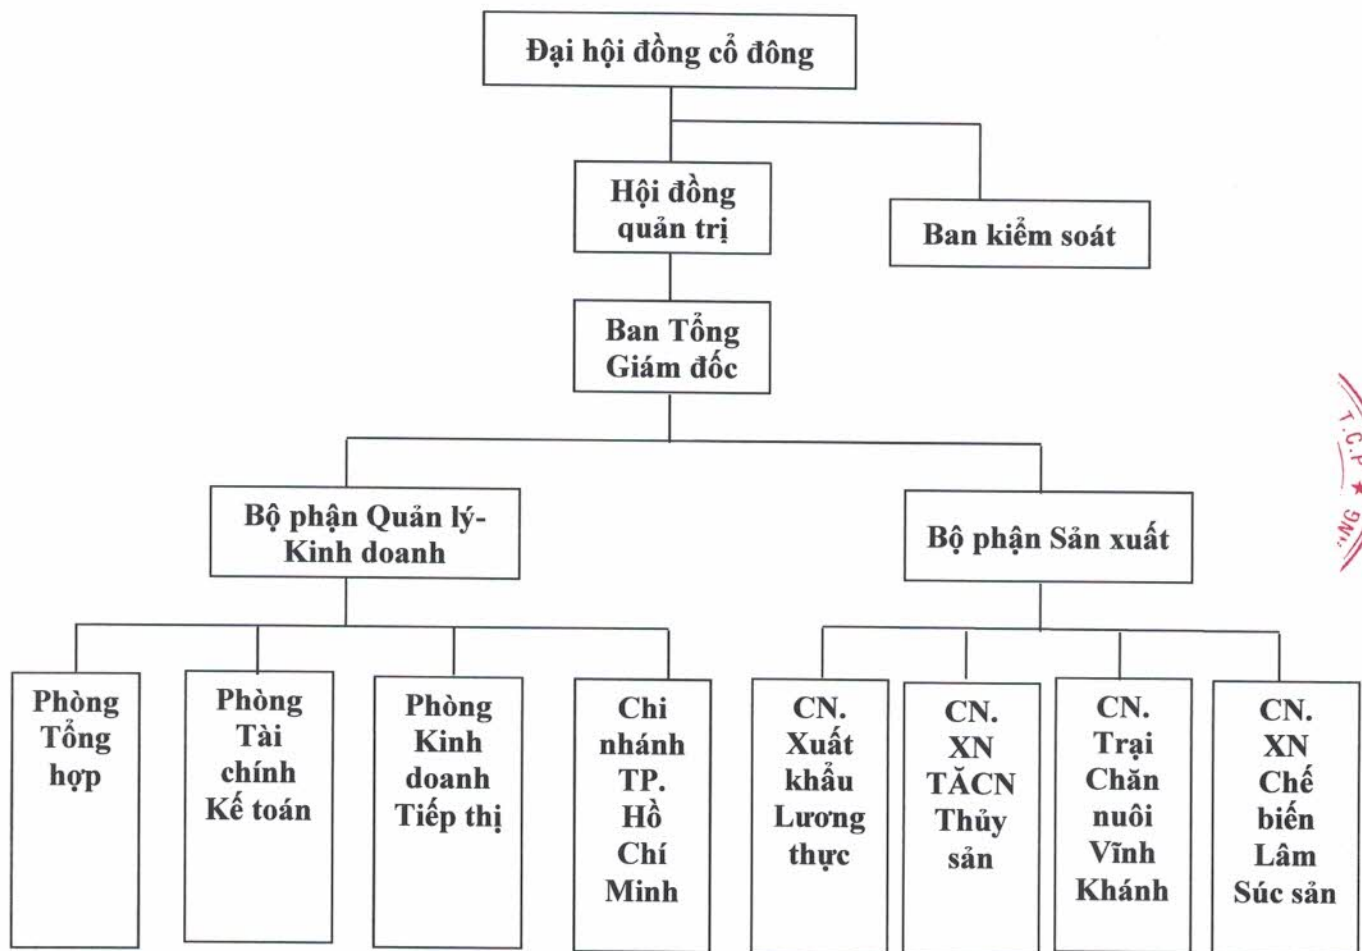 Đại hội đồng cổ đông
Hội đồng
quản trị
Ban kiểm soát
Ban Tổng
Giám đốc
Bộ phận Quản lý-
Kinh doanh
Bộ phận Sản xuất
Phòng
Tổng
hợp
Phòng
Tài
chính
Kế toán
Phòng
Kinh
doanh
Tiếp thị
Chi
nhánh
TP.
Hồ
Chí
Minh
CN.
Xuất
khẩu
Lương
thực
CN.
XN
TĂCN
Thủy
sản
CN.
Trại
Chăn
nuôi
Vĩnh
Khánh
CN.
XN
Chế
biến
Lâm
Súc sản
T.C.P